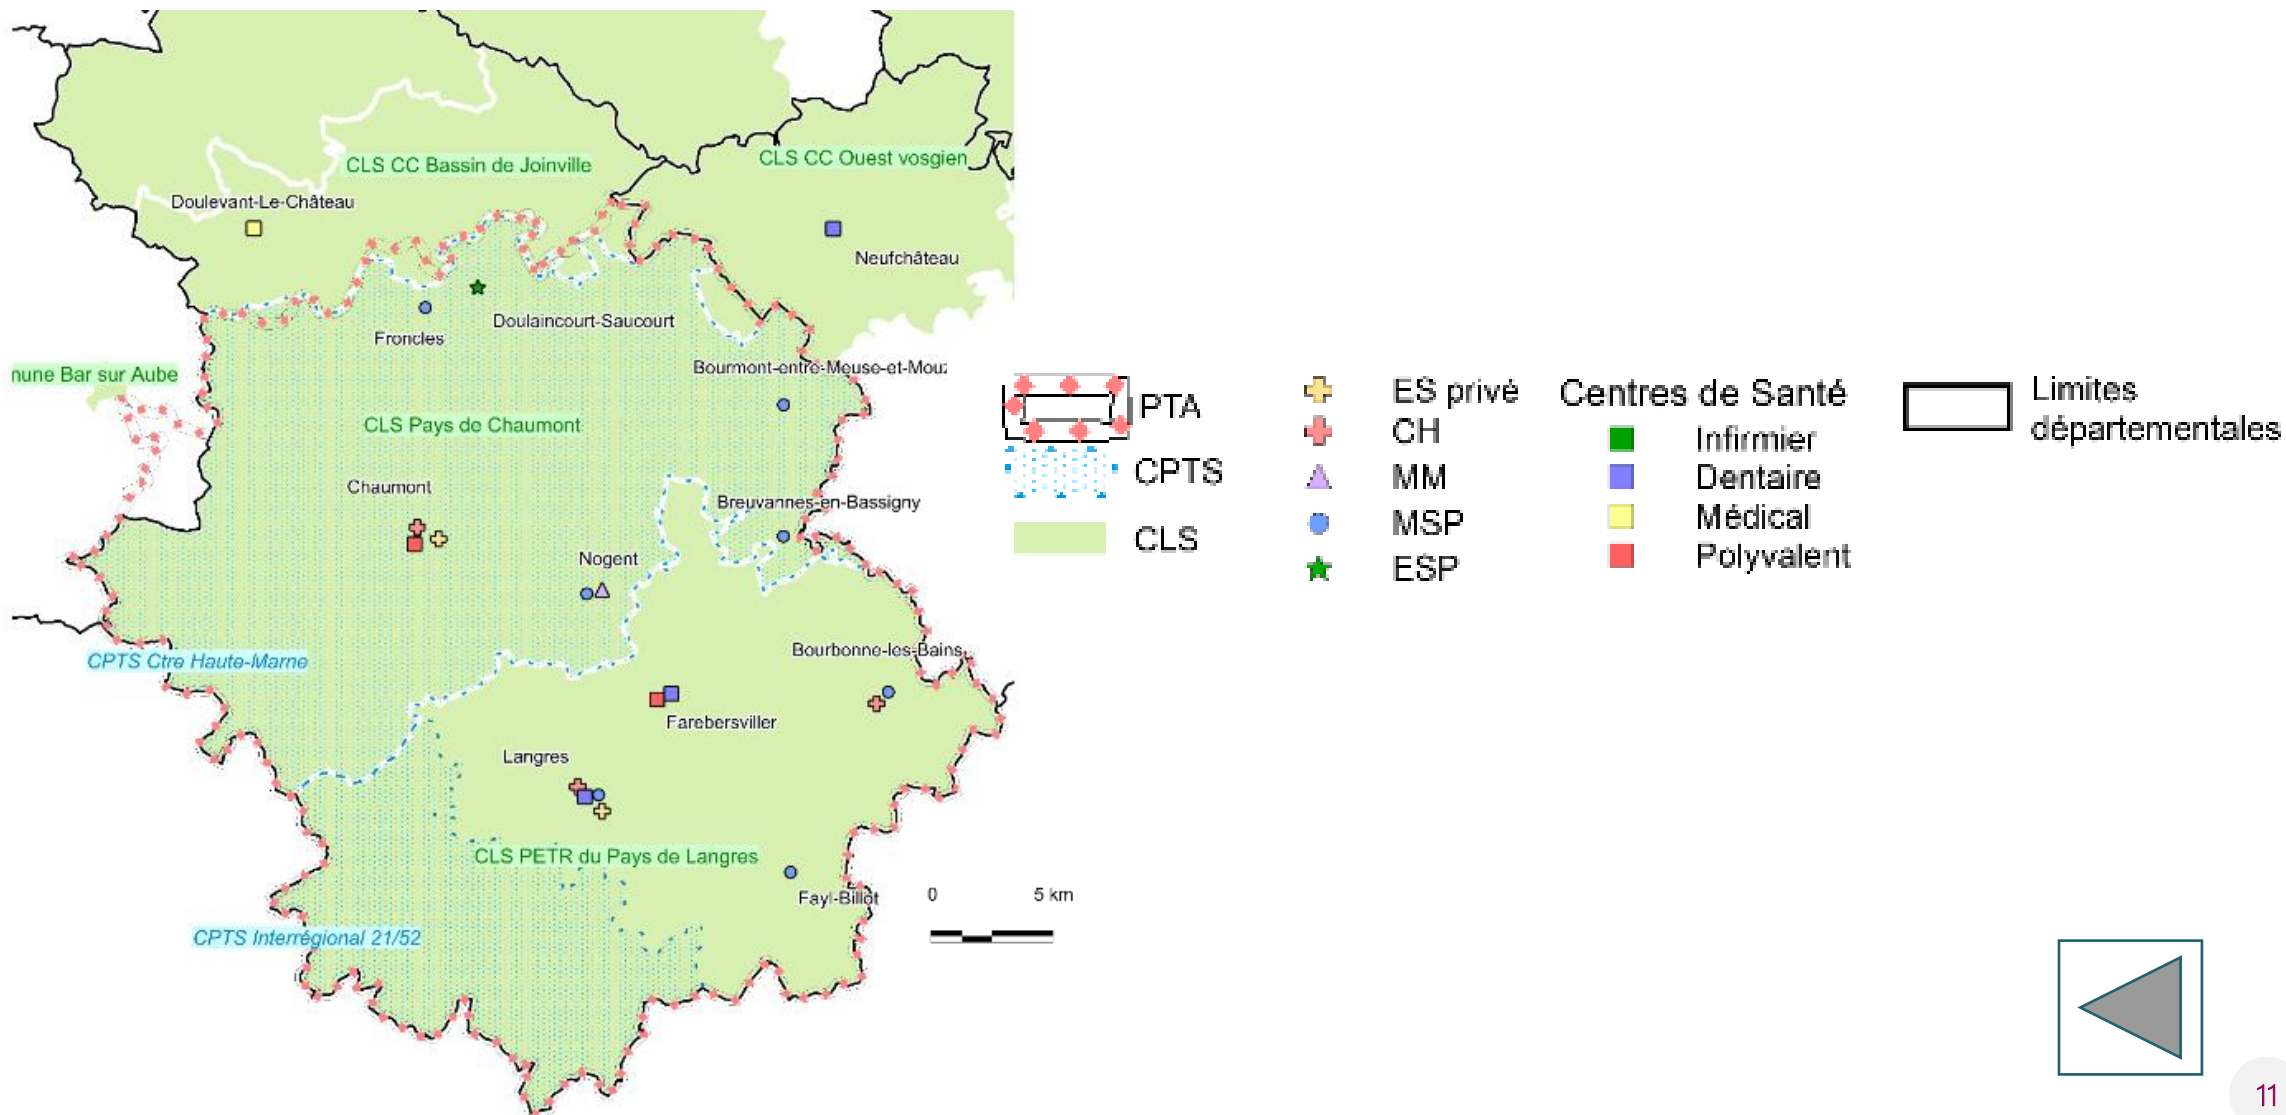 CLS CC Bassin de Joinville
CLS CC Ouest vosgien
Doulevant-Le-Château
Neufchâteau
Froncles
Doulaincourt-Saucourt
Bourmont-entre-Meuse-et-Mouz
nune Bar sur Aube
CLS Pays de Chaumont
Chaumont
Breuvannes-en-Bassigny
Nogent
CPTS Ctre Haute-Marne
Bourbonne-les-Bains
Farebersviller
Langres
CLS PETR du Pays de Langres
Fayl-Billot
CPTS Interrégional 21/52
0 5 km
PTA
CPTS
CLS
ES privé
CH
MM
MSP
ESP
Centres de Santé
Infirmier
Dentaire
Médical
Polyvalent
Limites
départementales
11